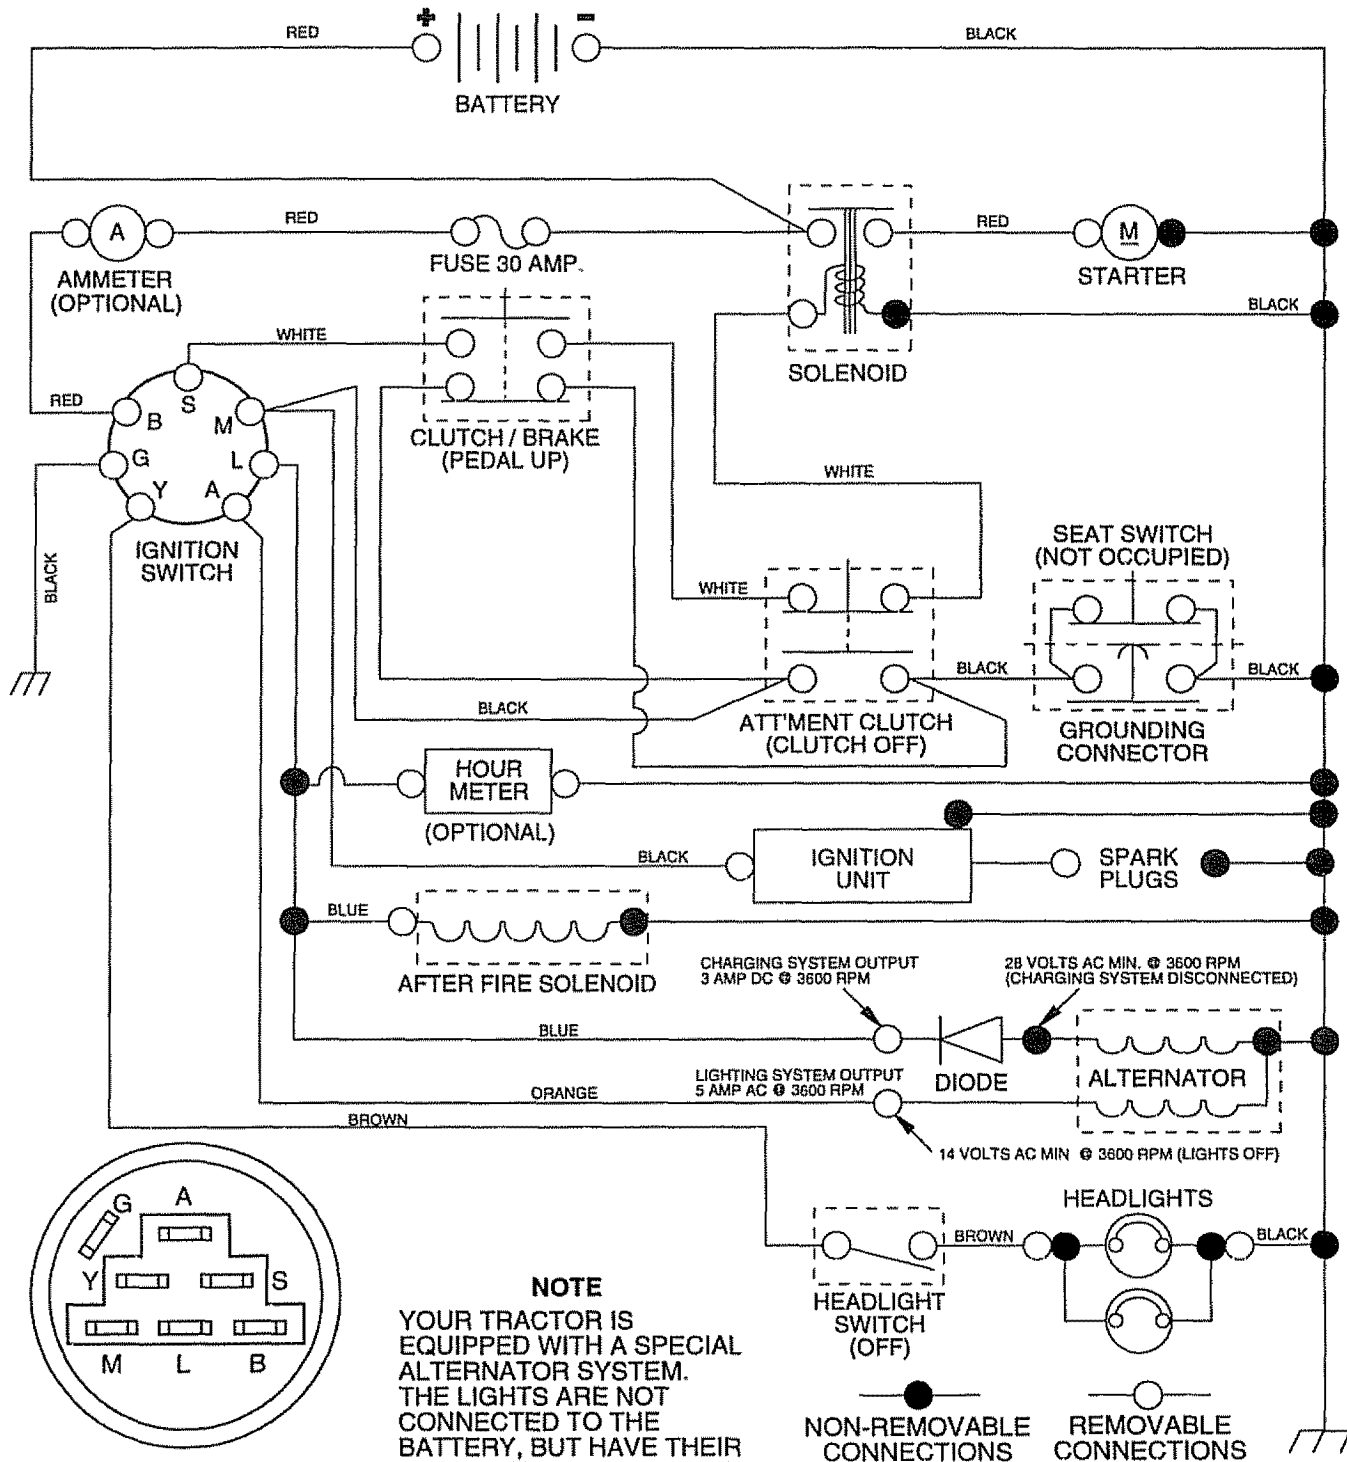 +
-
RED
BLACK
BATTERY
A
RED
RED
M
FUSE 30 AMP.
STARTER
AMMETER
(OPTIONAL)
BLACK
WHITE
SOLENOID
S
RED
B
M
CLUTCH / BRAKE
(PEDAL UP)
G
L
Y
A
WHITE
IGNITION
SWITCH
BLACK
SEAT SWITCH
(NOT OCCUPIED)
WHITE
BLACK
BLACK
BLACK
ATT'MENT CLUTCH
(CLUTCH OFF)
GROUNDING
CONNECTOR
HOUR
METER
(OPTIONAL)
BLACK
IGNITION
UNIT
SPARK
PLUGS
BLUE
AFTER FIRE SOLENOID
CHARGING SYSTEM OUTPUT
3 AMP DC @ 3600 RPM
28 VOLTS AC MIN. @ 3600 RPM
(CHARGING SYSTEM DISCONNECTED)
BLUE
DIODE
ALTERNATOR
LIGHTING SYSTEM OUTPUT
5 AMP AC @ 3600 RPM
ORANGE
BROWN
14 VOLTS AC MIN @ 3600 RPM (LIGHTS OFF)
HEADLIGHTS
BROWN
BLACK
HEADLIGHT
SWITCH
(OFF)
G
A
Y
S
M
L
B
NOTE
YOUR TRACTOR IS
EQUIPPED WITH A SPECIAL
ALTERNATOR SYSTEM.
THE LIGHTS ARE NOT
CONNECTED TO THE
BATTERY, BUT HAVE THEIR
NON-REMOVABLE
CONNECTIONS
REMOVABLE
CONNECTIONS